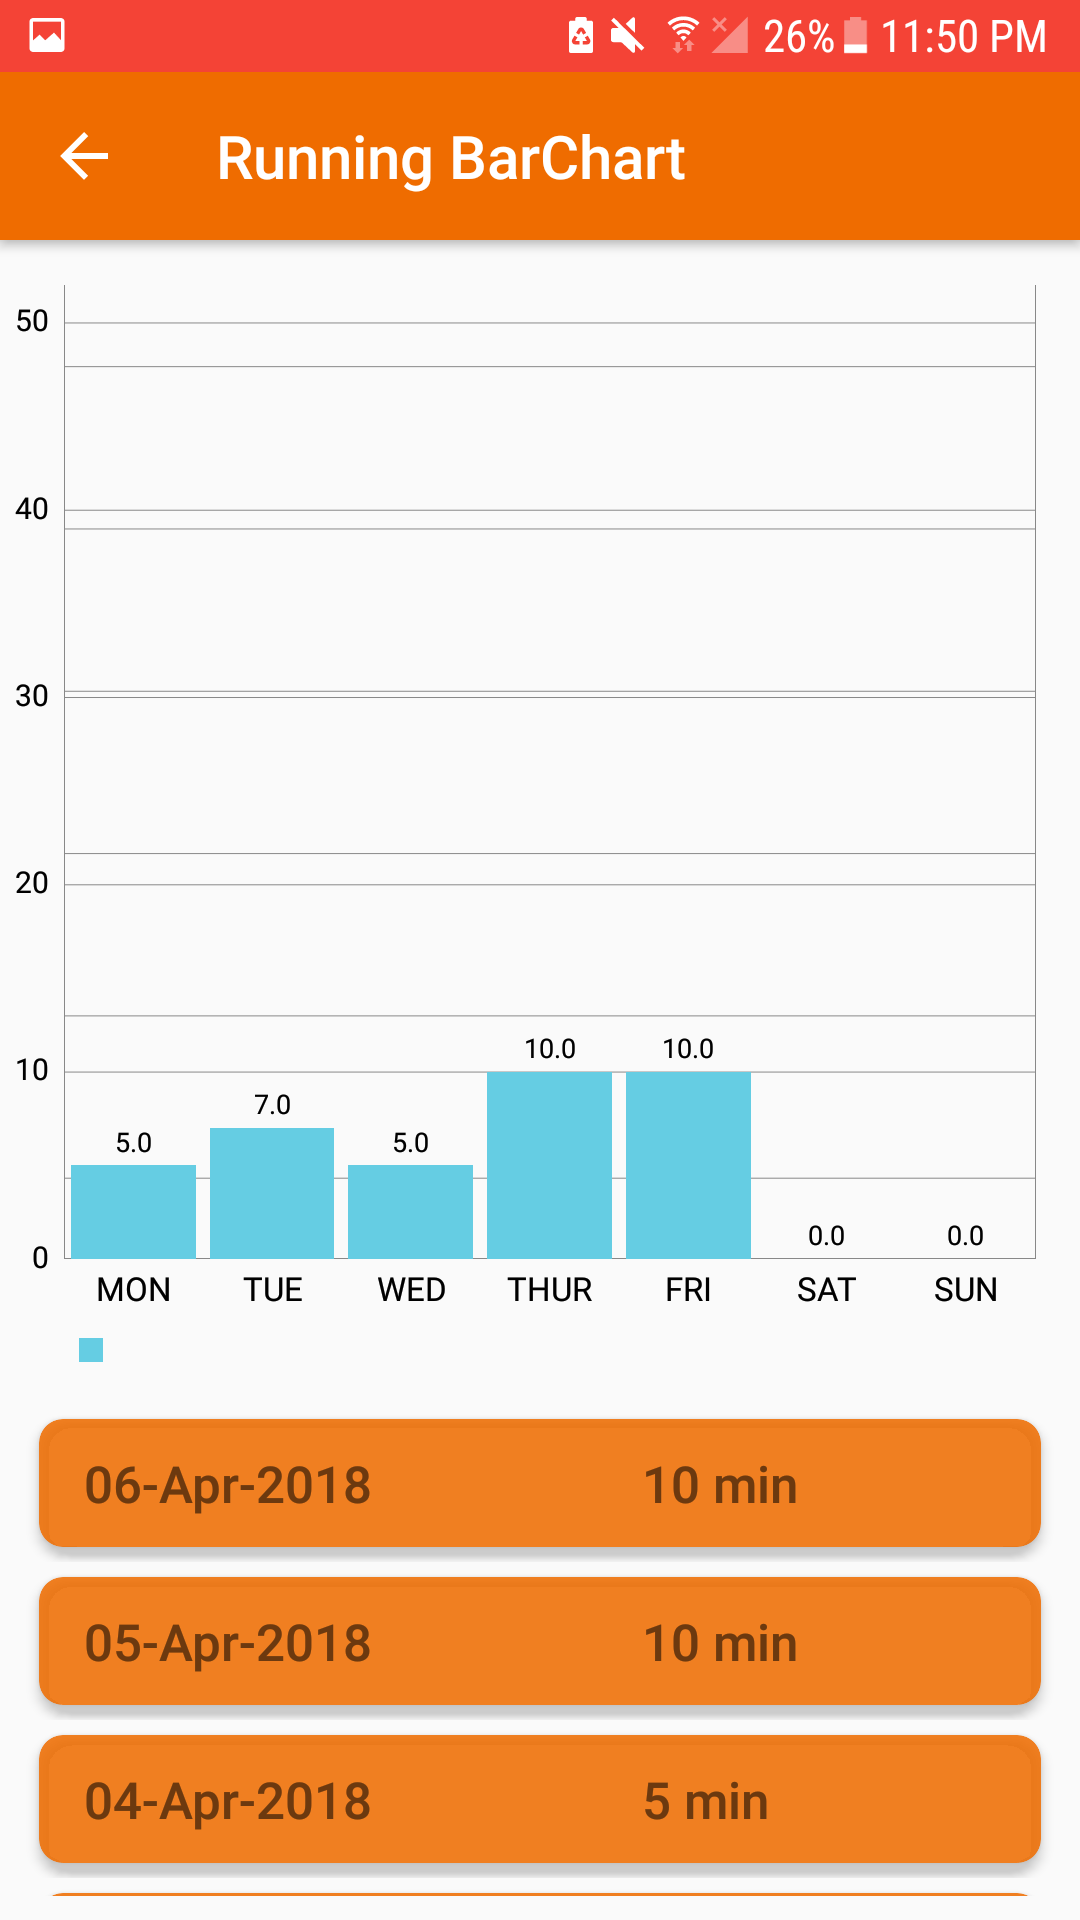 26% 11:50 PM
Running BarChart
50
40
30
20
10
0
5.0 7.0 5.0 10.0 10.0 0.0 0.0
MON TUE WED THUR FRI SAT SUN
06-Apr-2018 10 min
05-Apr-2018 10 min
04-Apr-2018 5 min